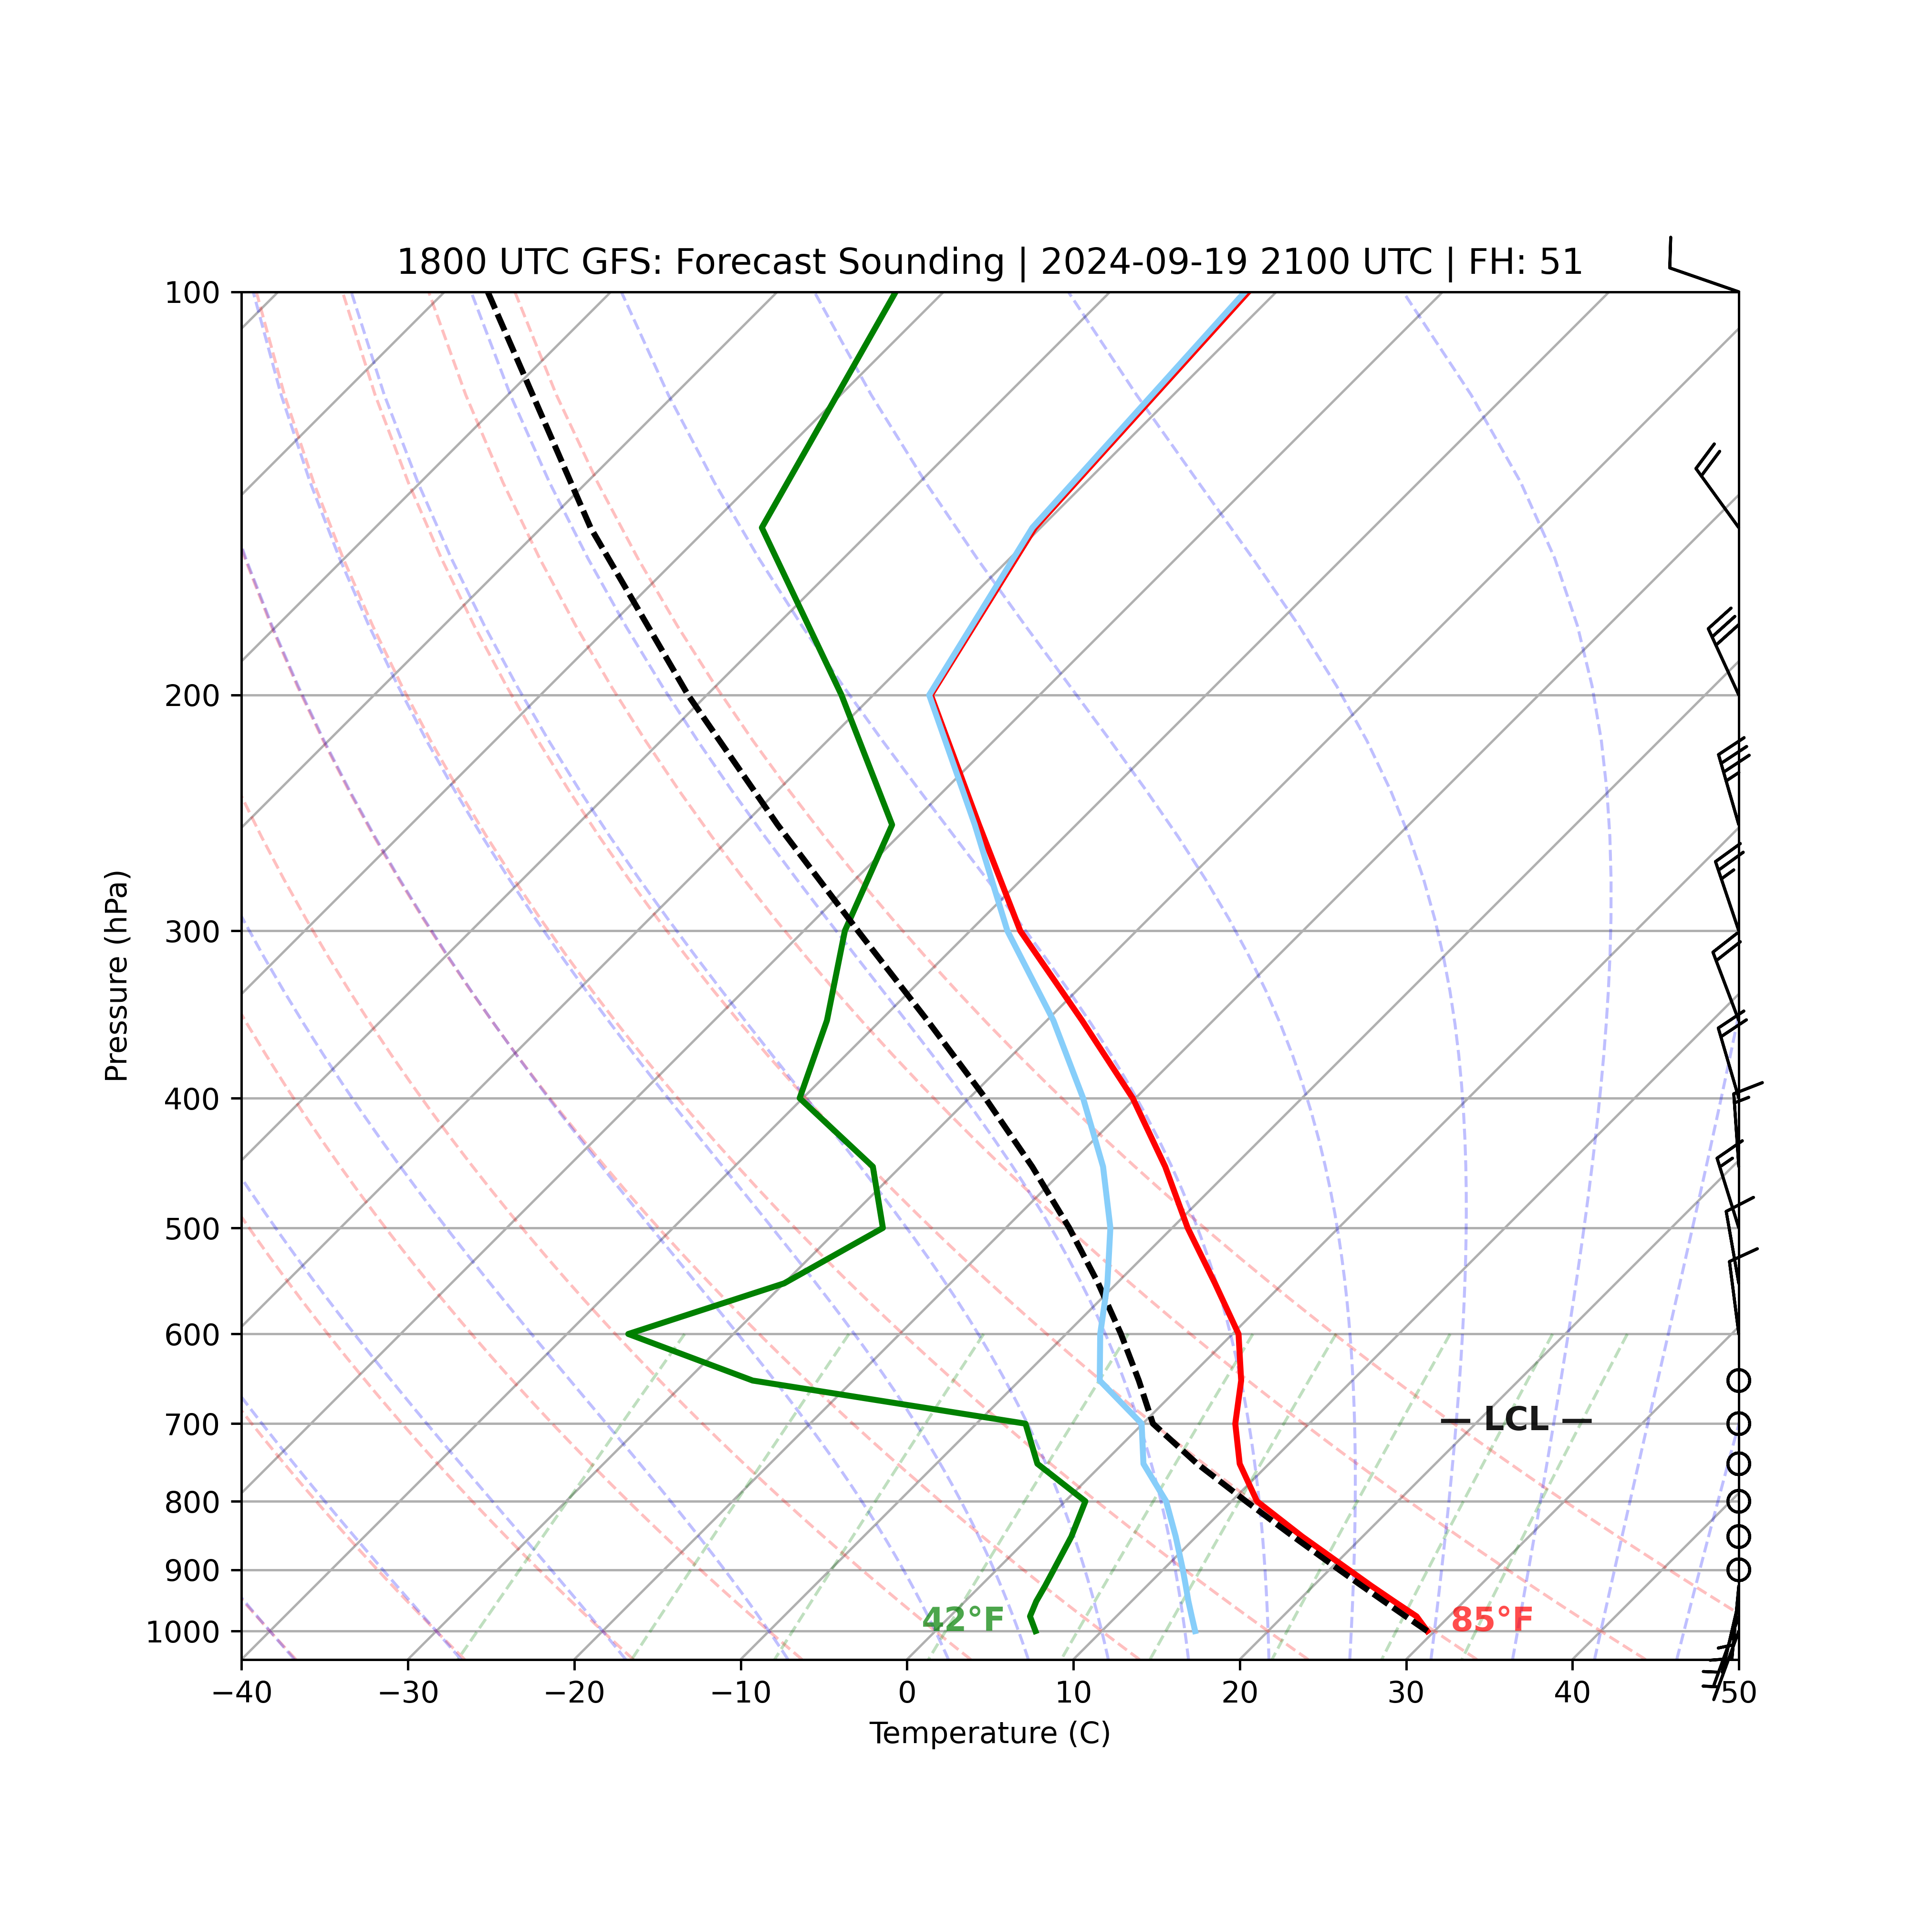 1800 UTC GFS: Forecast Sounding | 2024-09-19 2100 UTC | FH: 51
100
200
300
400
500
600
700
800
900
1000
Pressure (hPa)
— LCL —
42°F
85°F
−40 −30 −20 −10 0 10 20 30 40 50
Temperature (C)